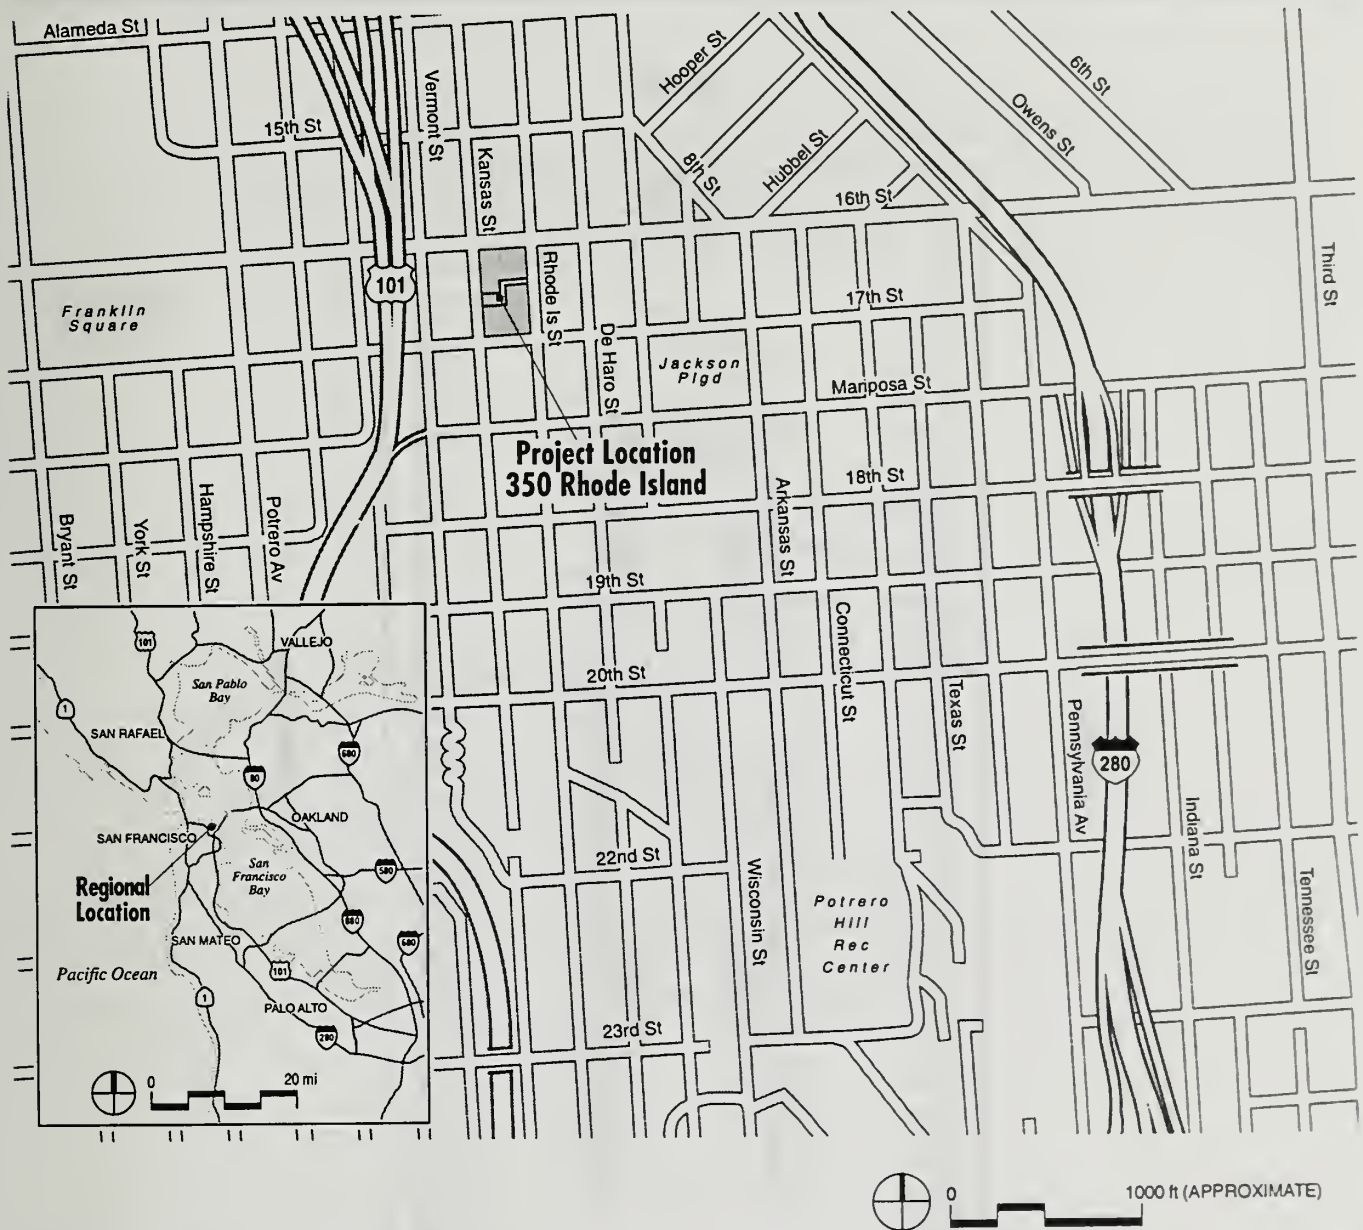 Alameda St
15th St
Vermont St
Kansas St
Hooper St
8th St
Hubbel St
6th St
Owens St
16th St
Third St
101
Franklin
Square
Rhode Is St
De Haro St
17th St
Jackson
Plgd
Mariposa St
Project Location
350 Rhode Island
18th St
Arkansas St
Bryant St
York St
Hampshire St
Potrero Av
19th St
Connecticut St
20th St
Texas St
Pennsylvania Av
280
Indiana St
22nd St
Wisconsin St
Potrero
Hill
Rec
Center
Tennessee St
23rd St
101
VALLEJO
San Pablo
Bay
1
SAN RAFAEL
680
80
OAKLAND
SAN FRANCISCO
San
Francisco
Bay
580
Regional
Location
880
680
SAN MATEO
101
Pacific Ocean
1
PALO ALTO
280
0 20 mi
0 1000 ft (APPROXIMATE)